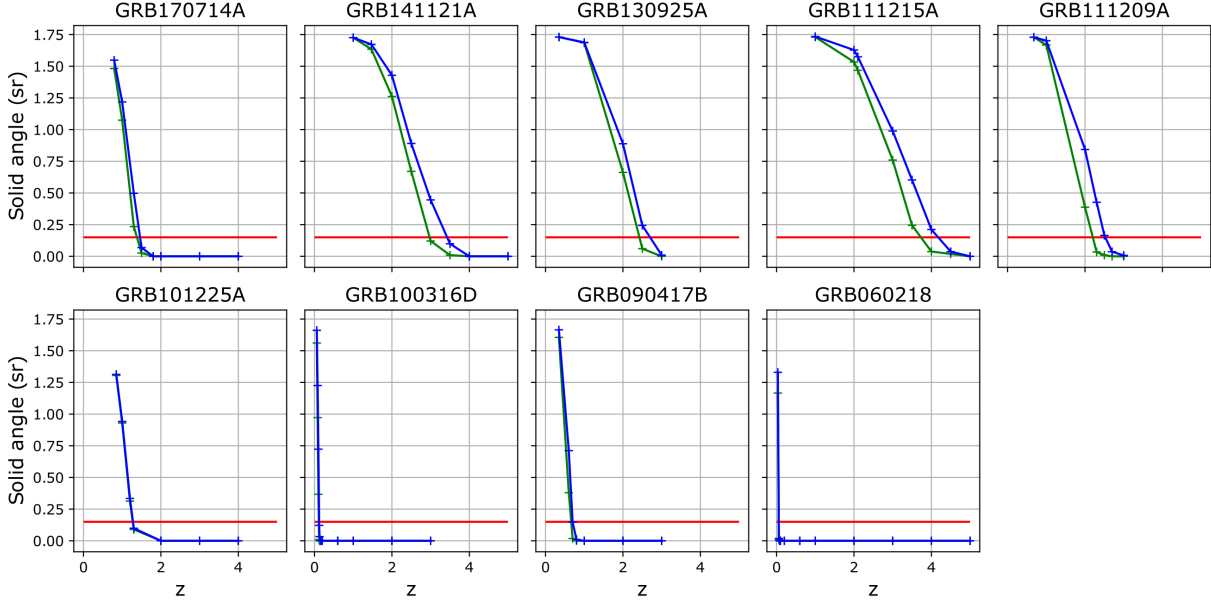 GRB170714A GRB141121A GRB130925A GRB111215A GRB111209A
Solid angle (sr)
1.75
1.50
1.25
1.00
0.75
0.50
0.25
0.00
GRB101225A GRB100316D GRB090417B GRB060218
Solid angle (sr)
1.75
1.50
1.25
1.00
0.75
0.50
0.25
0.00
0 2 4 0 2 4 0 2 4 0 2 4
z z z z